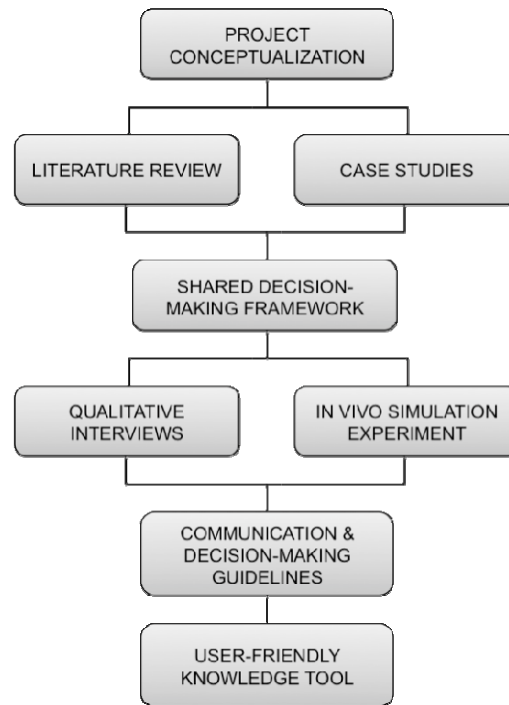 PROJECT
CONCEPTUALIZATION
LITERATURE REVIEW
CASE STUDIES
SHARED DECISION-
MAKING FRAMEWORK
QUALITATIVE
INTERVIEWS
IN VIVO SIMULATION
EXPERIMENT
COMMUNICATION &
DECISION-MAKING
GUIDELINES
USER-FRIENDLY
KNOWLEDGE TOOL